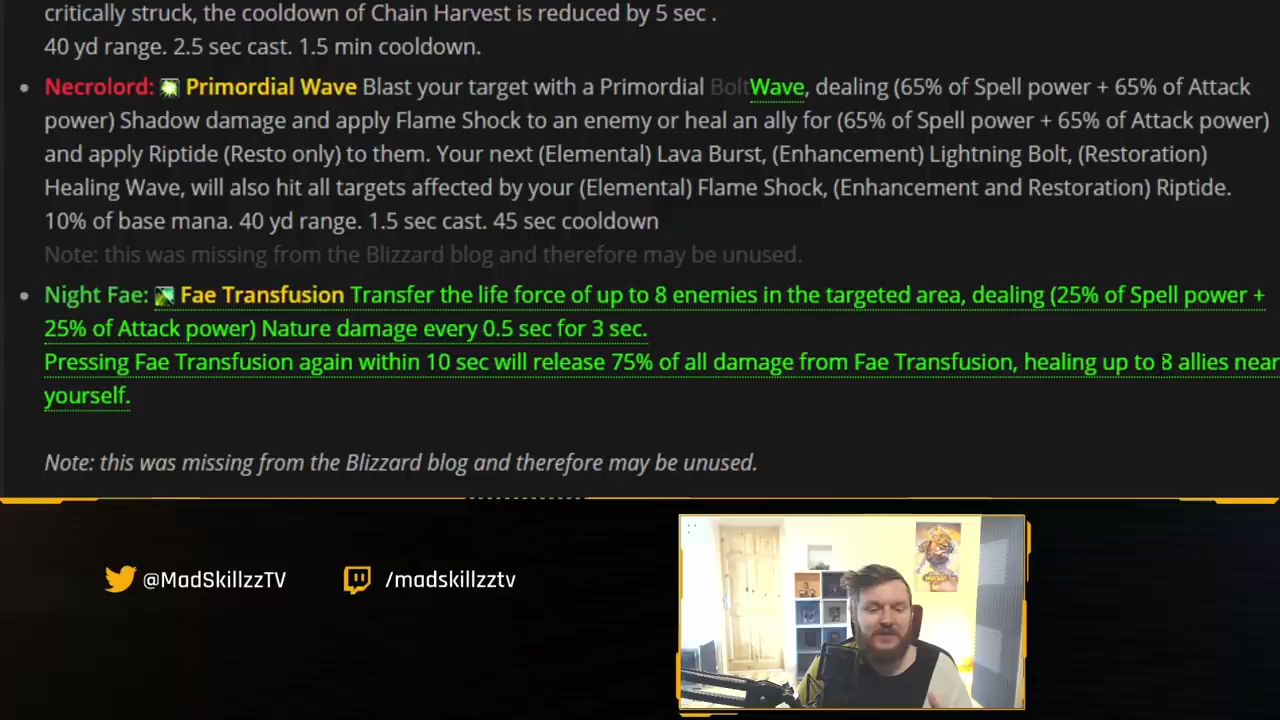 critically struck, the cooldown of Chain Harvest is reduced by 5 sec .
40 yd range. 2.5 sec cast. 1.5 min cooldown.
Necrolord: Primordial Wave Blast your target with a Primordial BoltWave, dealing (65% of Spell power + 65% of Attack
power) Shadow damage and apply Flame Shock to an enemy or heal an ally for (65% of Spell power + 65% of Attack power)
and apply Riptide (Resto only) to them. Your next (Elemental) Lava Burst, (Enhancement) Lightning Bolt, (Restoration)
Healing Wave, will also hit all targets affected by your (Elemental) Flame Shock, (Enhancement and Restoration) Riptide.
10% of base mana. 40 yd range. 1.5 sec cast. 45 sec cooldown
Note: this was missing from the Blizzard blog and therefore may be unused.
Night Fae: Fae Transfusion Transfer the life force of up to 8 enemies in the targeted area, dealing (25% of Spell power +
25% of Attack power) Nature damage every 0.5 sec for 3 sec.
Pressing Fae Transfusion again within 10 sec will release 75% of all damage from Fae Transfusion, healing up to 8 allies near
yourself.
Note: this was missing from the Blizzard blog and therefore may be unused.
@MadSkillzzTV
/madskillzztv